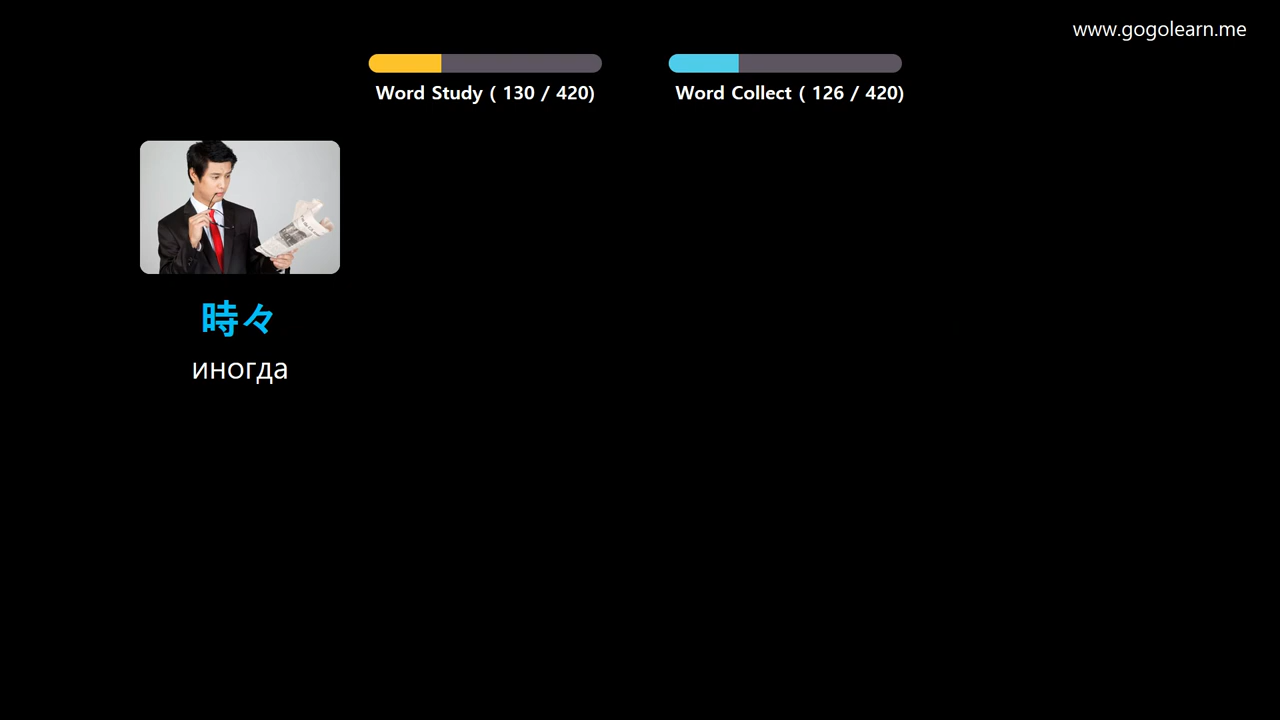 www.gogolearn.me
Word Study ( 130 / 420)
Word Collect ( 126 / 420)
時々
иногда